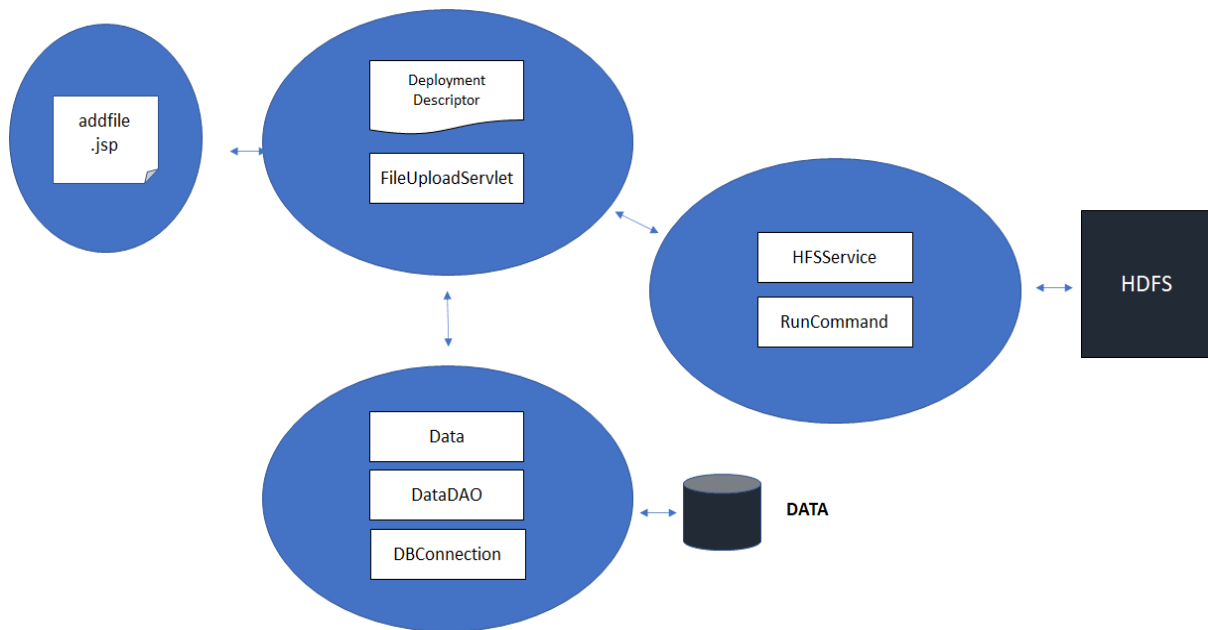 addfile
.jsp
Deployment
Descriptor
FileUploadServlet
HFSService
RunCommand
HDFS
Data
DataDAO
DBConnection
DATA